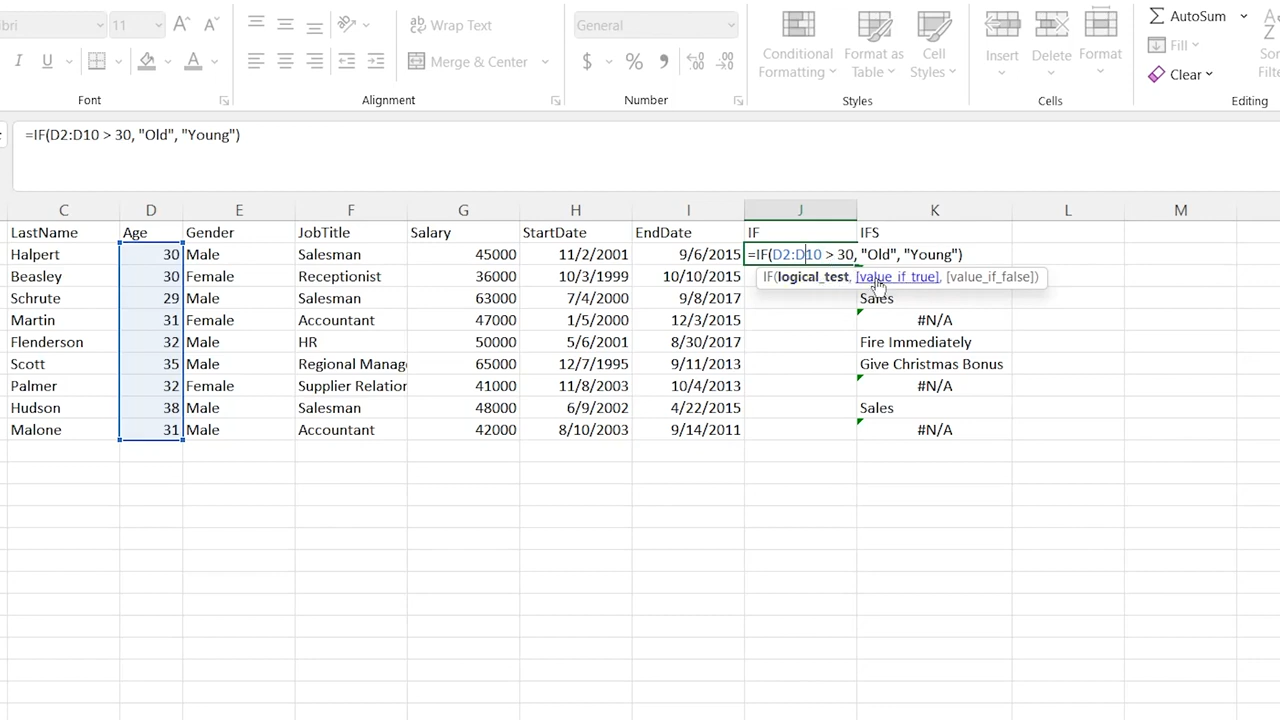 bri 11 A^ Aˇ ab Wrap Text General Conditional Formatting Format as Table Cell Styles Insert Delete Format AutoSum
I U A Merge & Center $ % , Fill
Clear
Font Alignment Number Styles Cells Editing
=IF(D2:D10 > 30, "Old", "Young")
C D E F G H I J K L M
LastName Age Gender JobTitle Salary StartDate EndDate IF IFS
Halpert 30 Male Salesman 45000 11/2/2001 9/6/2015 =IF(D2:D10 > 30, "Old", "Young")
Beasley 30 Female Receptionist 36000 10/3/1999 10/10/2015 IF(logical_test, [value_if_true], [value_if_false])
Schrute 29 Male Salesman 63000 7/4/2000 9/8/2017 Sales
Martin 31 Female Accountant 47000 1/5/2000 12/3/2015 #N/A
Flenderson 32 Male HR 50000 5/6/2001 8/30/2017 Fire Immediately
Scott 35 Male Regional Manag 65000 12/7/1995 9/11/2013 Give Christmas Bonus
Palmer 32 Female Supplier Relation 41000 11/8/2003 10/4/2013 #N/A
Hudson 38 Male Salesman 48000 6/9/2002 4/22/2015 Sales
Malone 31 Male Accountant 42000 8/10/2003 9/14/2011 #N/A